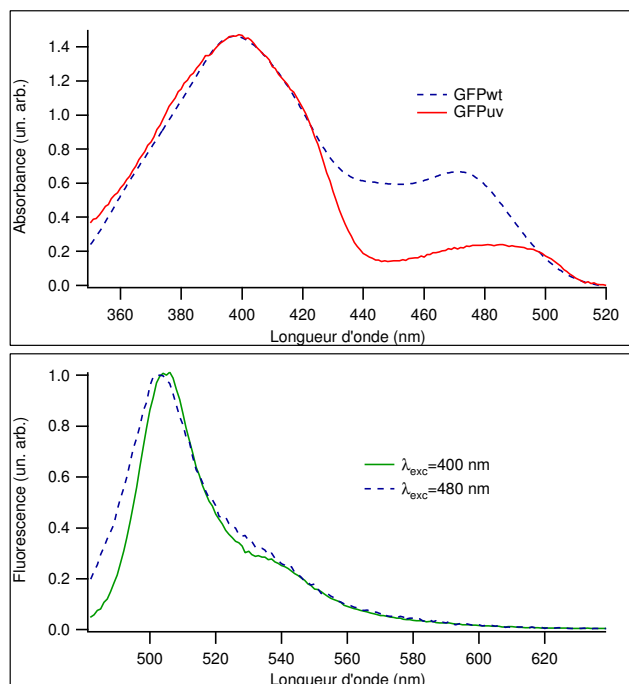 1.4
1.2
1.0
0.8
0.6
0.4
0.2
0.0
Absorbance (un. arb.)
GFPwt
GFPuv
360 380 400 420 440 460 480 500 520
Longueur d'onde (nm)
1.0
0.8
0.6
0.4
0.2
0.0
Fluorescence (un. arb.)
λexc=400 nm
λexc=480 nm
500 520 540 560 580 600 620
Longueur d'onde (nm)